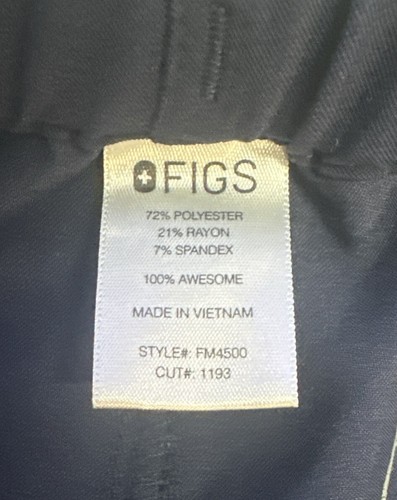 FIGS
72% POLYESTER
21% RAYON
7% SPANDEX
100% AWESOME
MADE IN VIETNAM
STYLE#: FM4500
CUT#: 1193